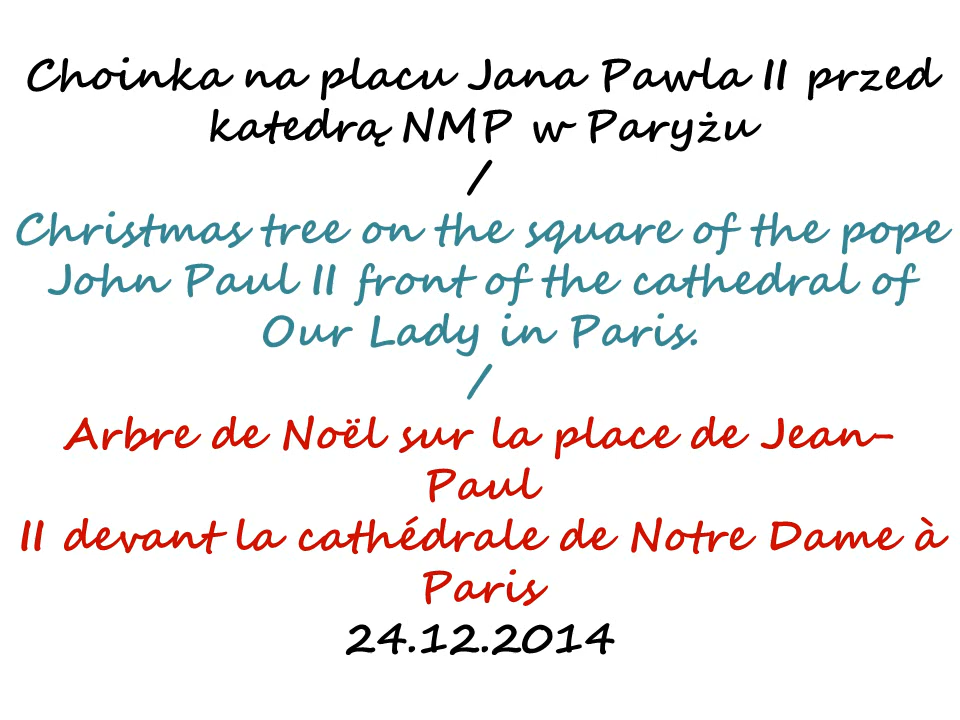 Choinka na placu Jana Pawla II przed
katedrą NMP w Paryżu
/
Christmas tree on the square of the pope
John Paul II front of the cathedral of
Our Lady in Paris.
/
Arbre de Noël sur la place de Jean-
Paul
II devant la cathédrale de Notre Dame à
Paris
24.12.2014